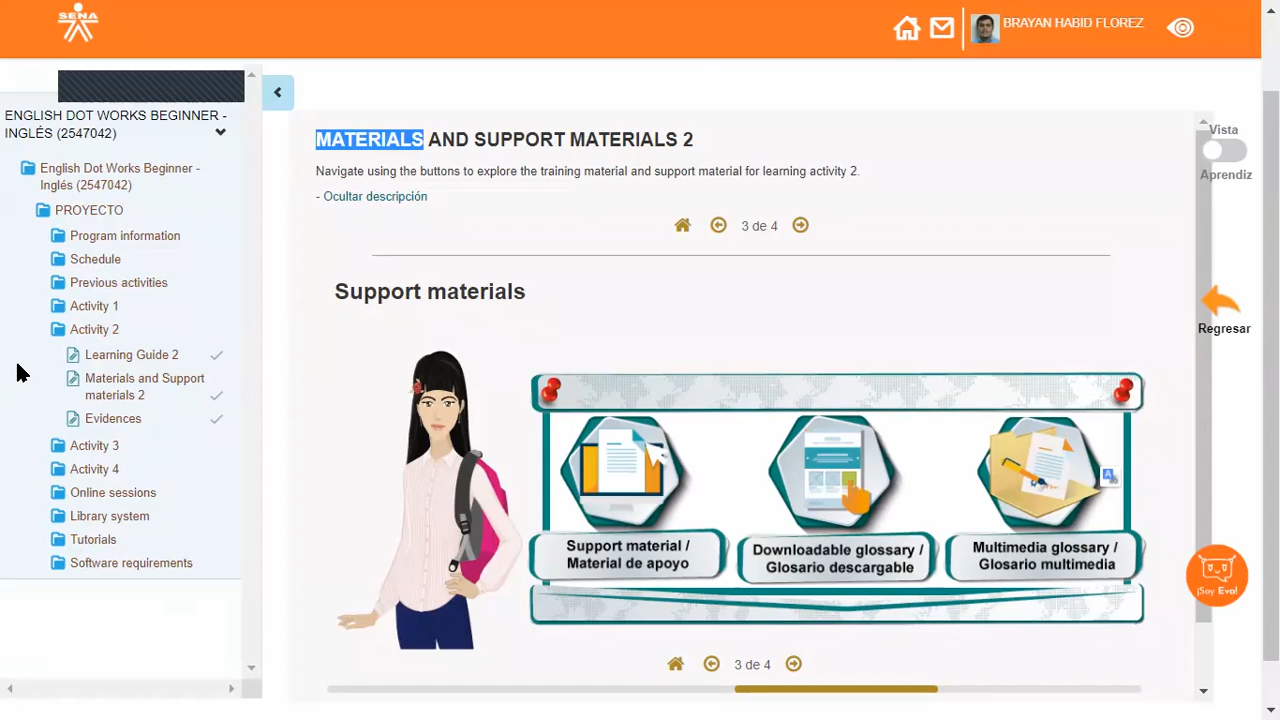 SENA
BRAYAN HABID FLOREZ
ENGLISH DOT WORKS BEGINNER -
INGLÉS (2547042)
English Dot Works Beginner -
Inglés (2547042)
PROYECTO
Program information
Schedule
Previous activities
Activity 1
Activity 2
Learning Guide 2
Materials and Support
materials 2
Evidences
Activity 3
Activity 4
Online sessions
Library system
Tutorials
Software requirements
MATERIALS AND SUPPORT MATERIALS 2
Navigate using the buttons to explore the training material and support material for learning activity 2.
- Ocultar descripción
3 de 4
Support materials
Support material /
Material de apoyo
Downloadable glossary /
Glosario descargable
Multimedia glossary /
Glosario multimedia
3 de 4
Vista
Aprendiz
Regresar
¡Soy Eva!